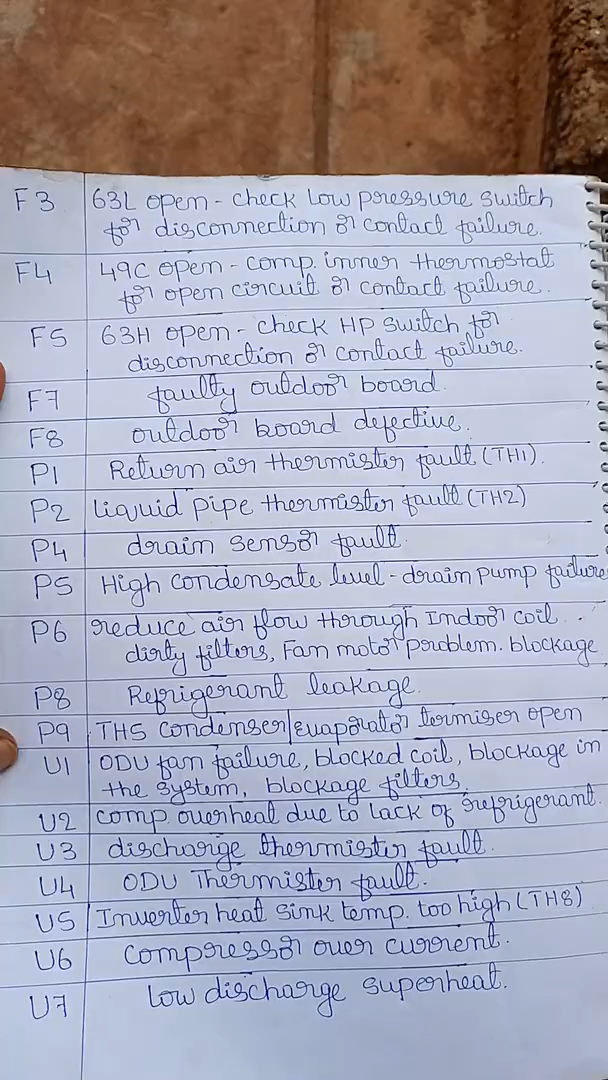 F3 63L open - check low pressure switch
for disconnection or contact failure.
F4 49C open - comp. inner thermostat
for open circuit or contact failure.
F5 63H open - check HP switch for
disconnection or contact failure.
F7 faulty outdoor board.
F8 outdoor board defective.
P1 Return air thermister fault (TH1).
P2 liquid pipe thermister fault (TH2)
P4 drain sensor fault.
P5 High condensate level - drain pump failure
P6 reduce air flow through Indoor coil.
dirty filters, Fan motor problem. blockage
P8 Refrigerant leakage.
P9 TH5 Condenser/Evaporator termiser open
U1 ODU fan failure, blocked coil, blockage in
the system, blockage filters,
U2 comp overheat due to lack of refrigerant.
U3 discharge thermister fault.
U4 ODU Thermister fault.
U5 Inverter heat sink temp. too high (TH8)
U6 compressor over current.
U7 low discharge superheat.